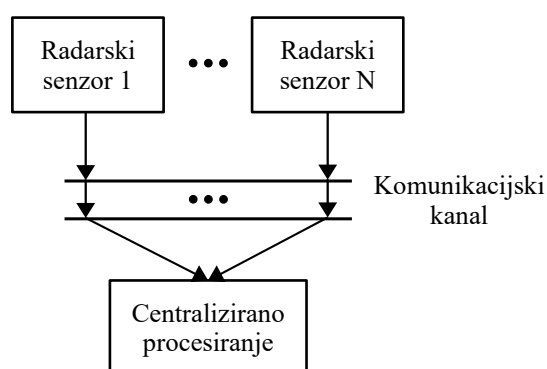 Radarski
senzor 1
Radarski
senzor N
Komunikacijski
kanal
Centralizirano
procesiranje